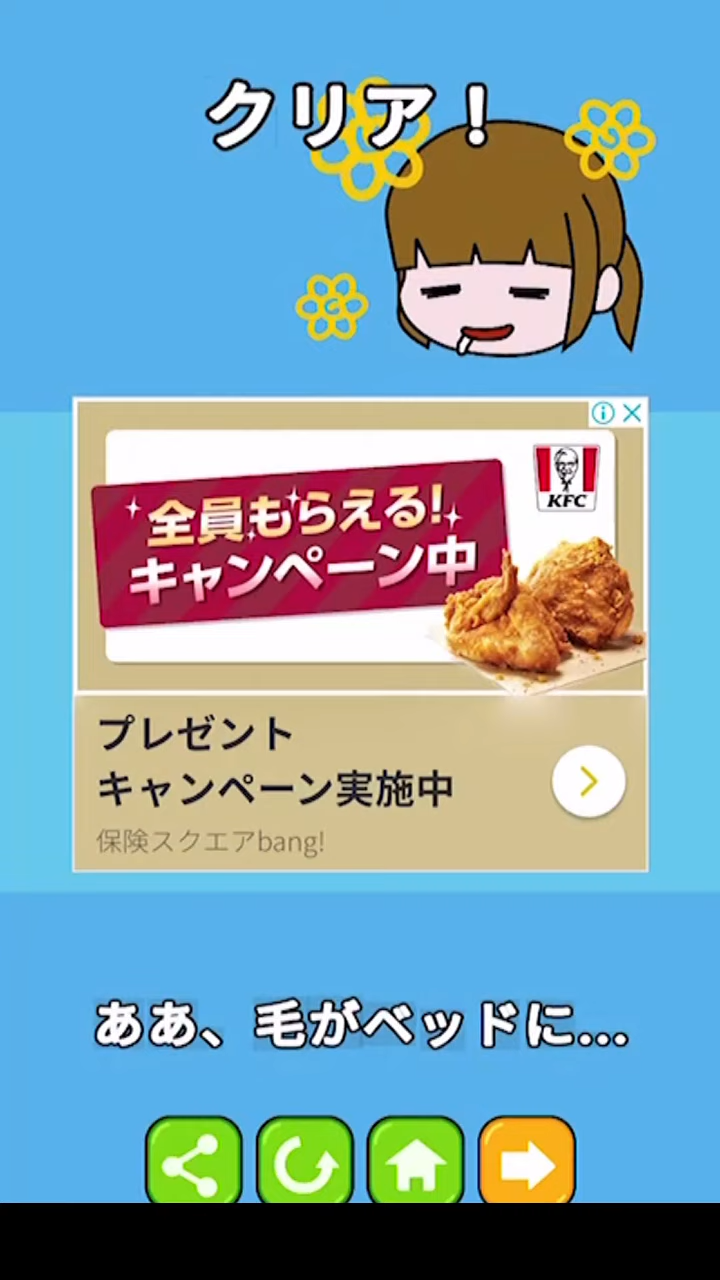 クリア！
全員もらえる!
キャンペーン中
KFC
プレゼント
キャンペーン実施中
保険スクエアbang!
ああ、毛がベッドに...